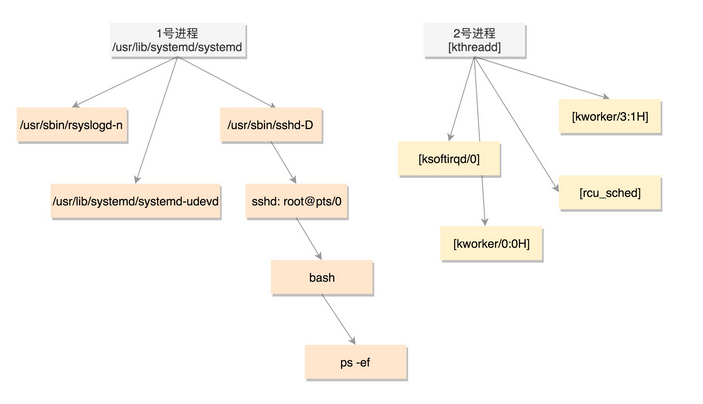 1号进程
/usr/lib/systemd/systemd
2号进程
[kthreadd]
/usr/sbin/rsyslogd-n
/usr/sbin/sshd-D
[kworker/3:1H]
[ksoftirqd/0]
/usr/lib/systemd/systemd-udevd
sshd: root@pts/0
[rcu_sched]
[kworker/0:0H]
bash
ps -ef